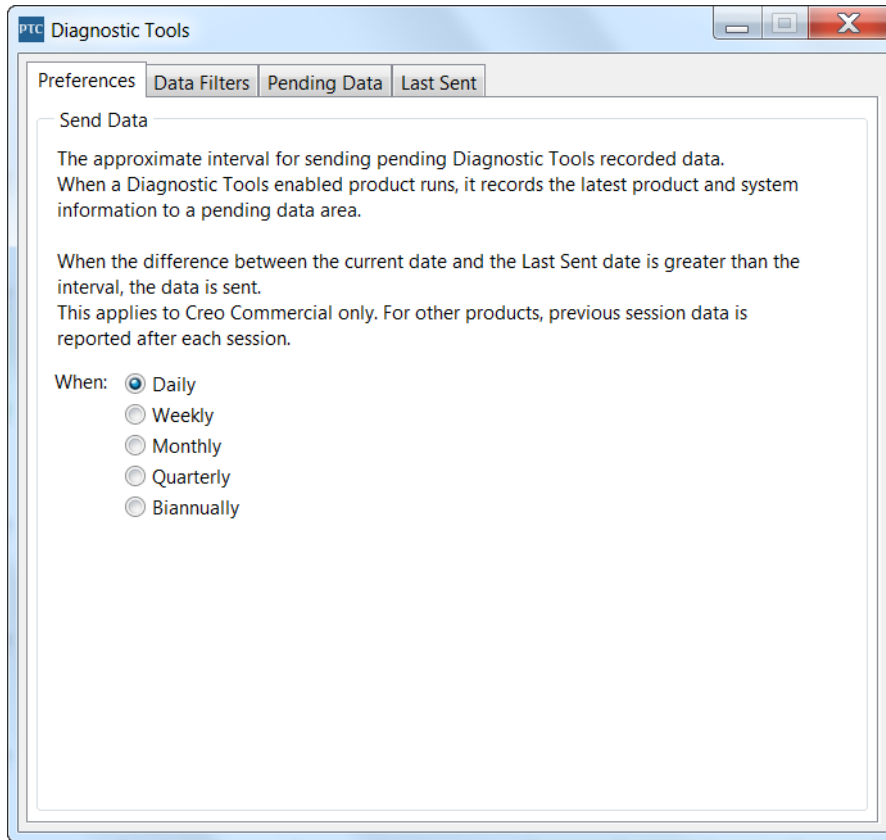 PTC Diagnostic Tools
Preferences Data Filters Pending Data Last Sent
Send Data
The approximate interval for sending pending Diagnostic Tools recorded data.
When a Diagnostic Tools enabled product runs, it records the latest product and system
information to a pending data area.
When the difference between the current date and the Last Sent date is greater than the
interval, the data is sent.
This applies to Creo Commercial only. For other products, previous session data is
reported after each session.
When: Daily
Weekly
Monthly
Quarterly
Biannually